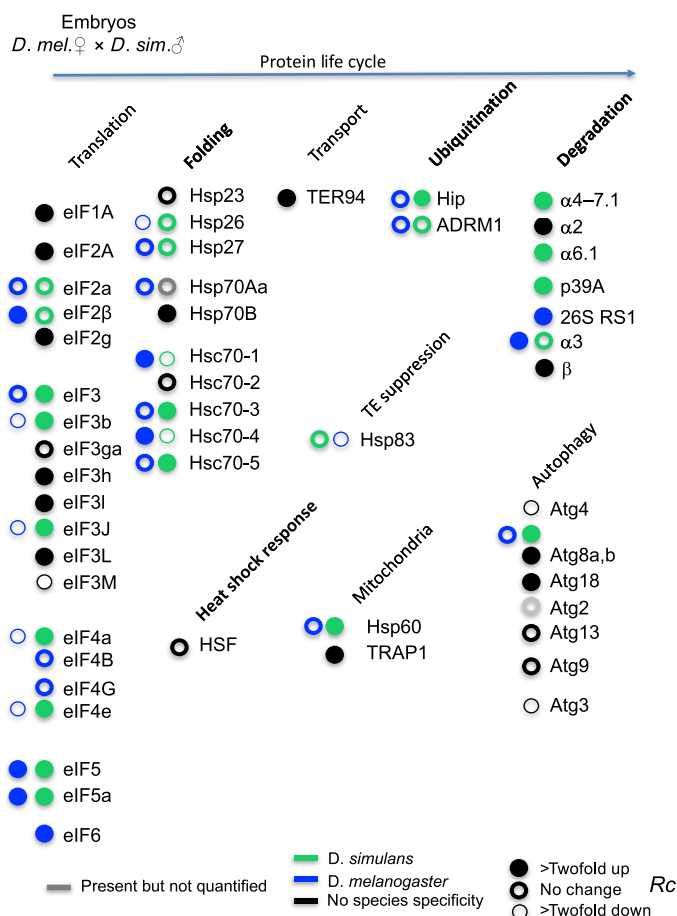 Embryos
D. mel.♀ × D. sim.♂
Protein life cycle
Translation
Folding
Transport
Ubiquitination
Degradation
eIF1A
eIF2A
eIF2a
eIF2β
eIF2g
eIF3
eIF3b
eIF3ga
eIF3h
eIF3I
eIF3J
eIF3L
eIF3M
eIF4a
eIF4B
eIF4G
eIF4e
eIF5
eIF5a
eIF6
Hsp23
Hsp26
Hsp27
Hsp70Aa
Hsp70B
Hsc70-1
Hsc70-2
Hsc70-3
Hsc70-4
Hsc70-5
Heat shock response
HSF
TER94
TE suppression
Hsp83
Mitochondria
Hsp60
TRAP1
Hip
ADRM1
α4–7.1
α2
α6.1
p39A
26S RS1
α3
β
Autophagy
Atg4
Atg8a,b
Atg18
Atg2
Atg13
Atg9
Atg3
Present but not quantified
D. simulans
D. melanogaster
No species specificity
>Twofold up
No change
>Twofold down
Rc